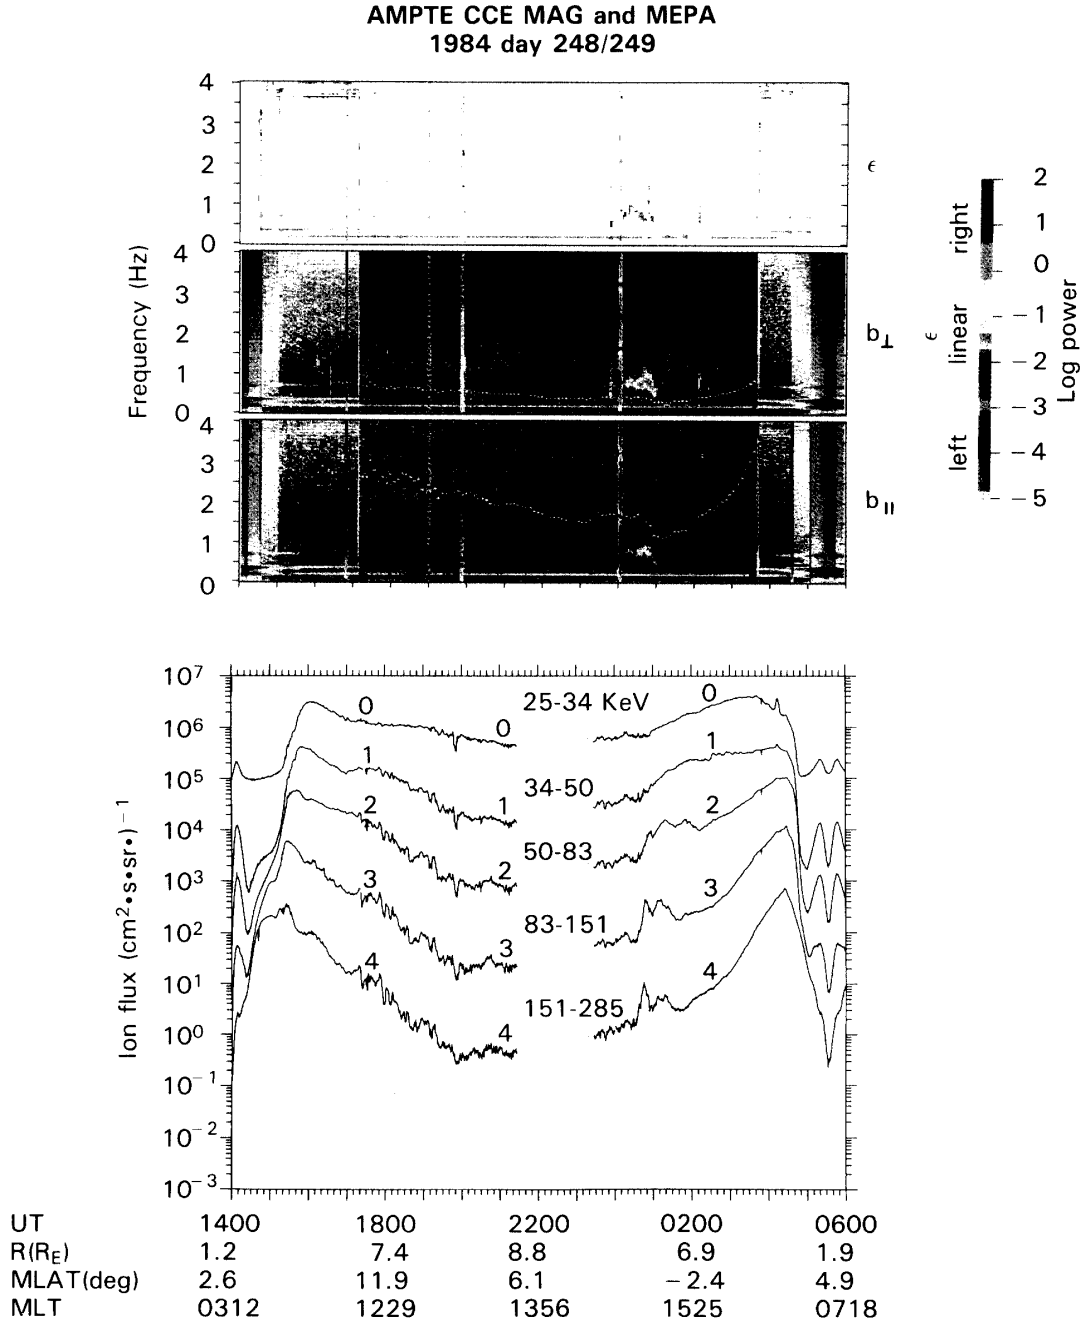 AMPTE CCE MAG and MEPA
1984 day 248/249
4
3
2
1
0
ϵ
4
3
2
1
0
b⊥
4
3
2
1
0
b||
Frequency (Hz)
left linear right
ϵ
2
1
0
−1
−2
−3
−4
−5
Log power
10⁷
10⁶
10⁵
10⁴
10³
10²
10¹
10⁰
10⁻¹
10⁻²
10⁻³
Ion flux (cm²•s•sr•)⁻¹
0 0 25-34 KeV 0
1 1 34-50 1
2 2 50-83 2
3 3 83-151 3
4 4 151-285 4
UT 1400 1800 2200 0200 0600
R(R_E) 1.2 7.4 8.8 6.9 1.9
MLAT(deg) 2.6 11.9 6.1 −2.4 4.9
MLT 0312 1229 1356 1525 0718